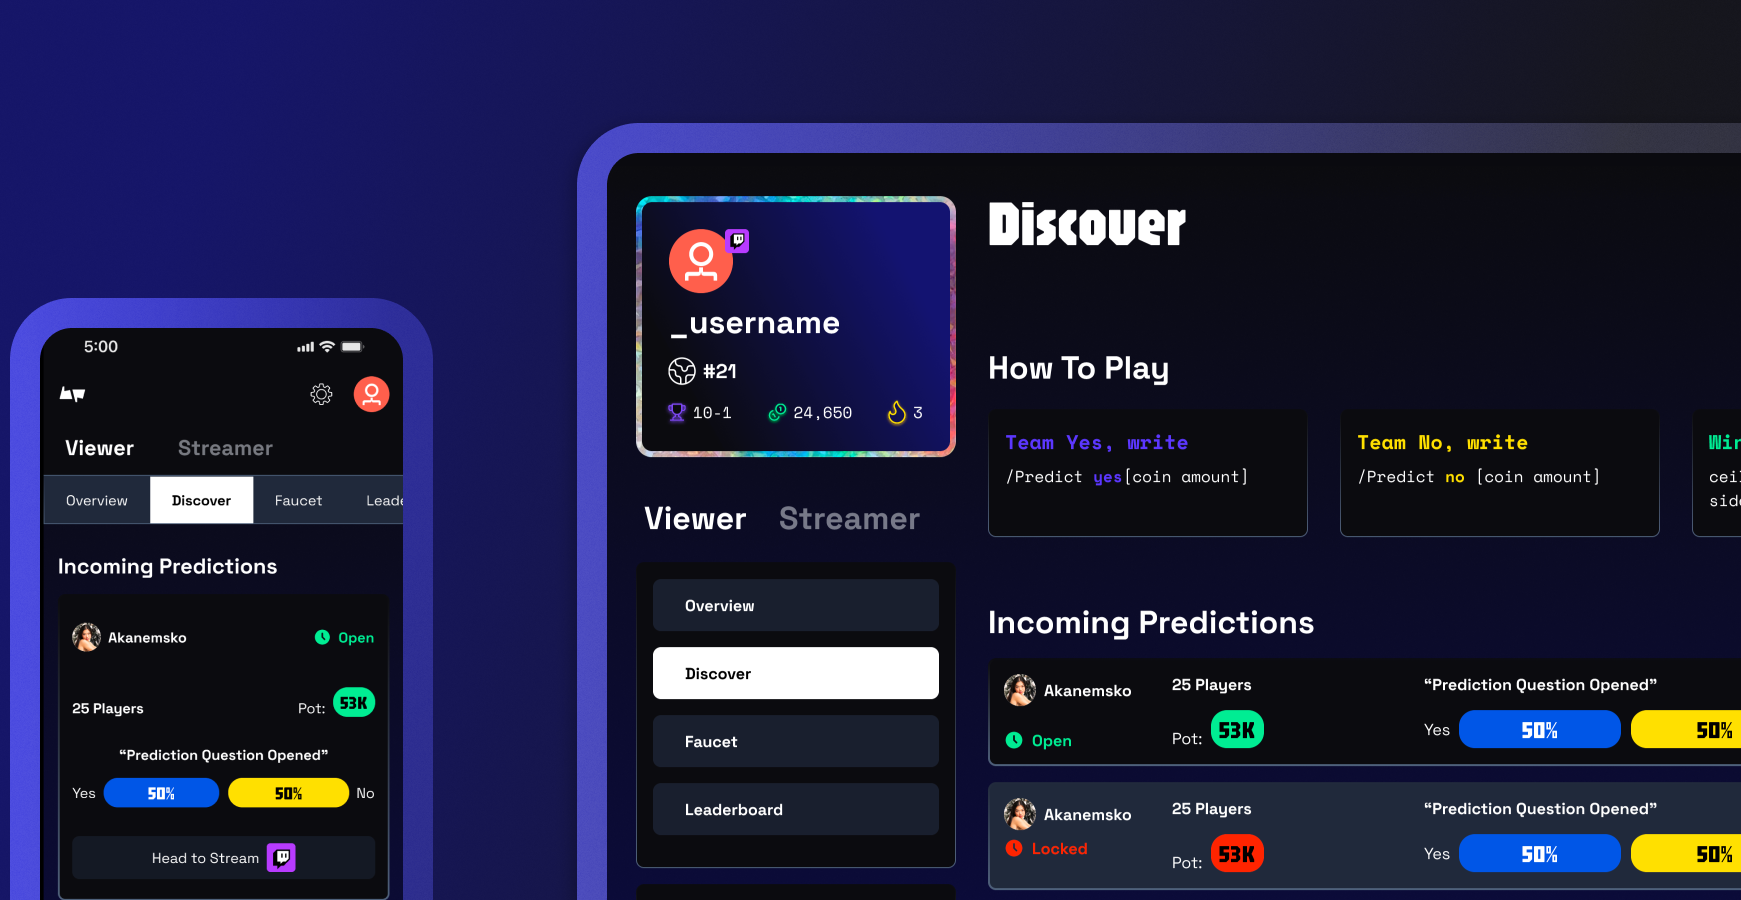 5:00
Viewer Streamer
Overview Discover Faucet Leade
Incoming Predictions
Akanemsko Open
25 Players Pot: 53K
“Prediction Question Opened”
Yes 50% 50% No
Head to Stream
_username
#21
10-1 24,650 3
Viewer Streamer
Overview
Discover
Faucet
Leaderboard
Discover
How To Play
Team Yes, write
/Predict yes[coin amount]
Team No, write
/Predict no [coin amount]
Win
cei
side
Incoming Predictions
Akanemsko 25 Players “Prediction Question Opened”
Open Pot: 53K Yes 50% 50%
Akanemsko 25 Players “Prediction Question Opened”
Locked Pot: 53K Yes 50% 50%